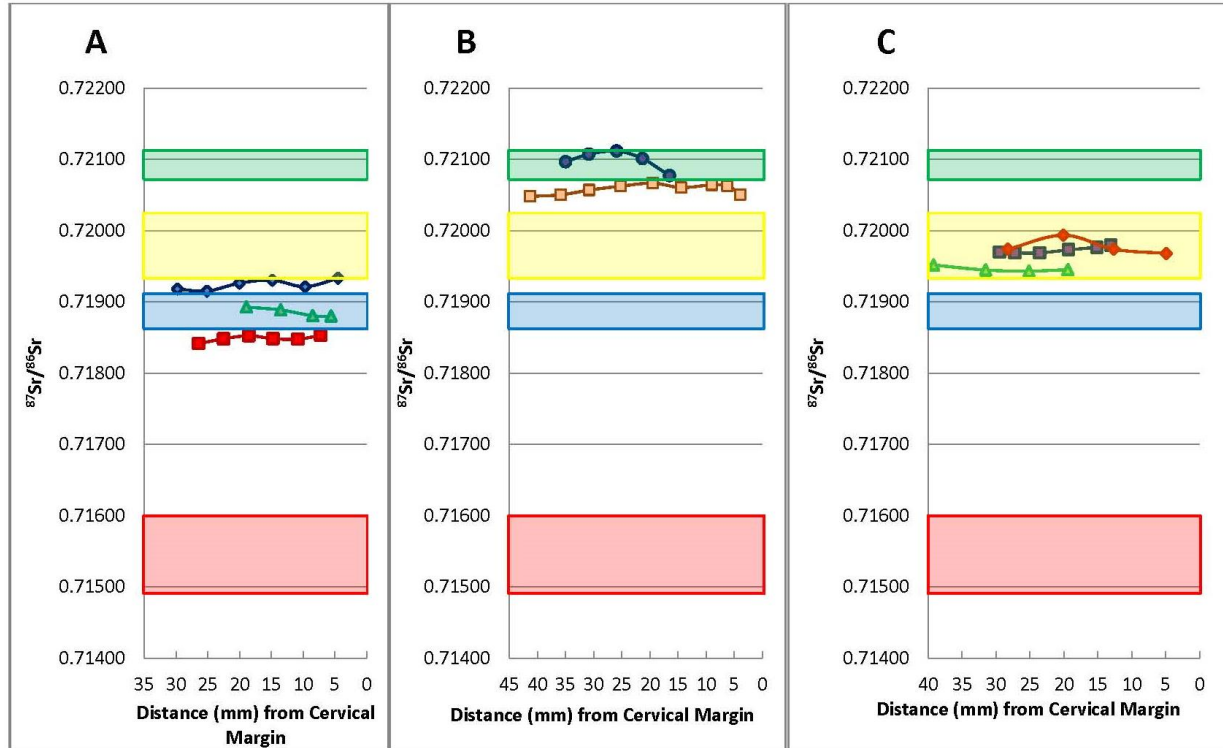 A
0.72200
0.72100
0.72000
0.71900
0.71800
0.71700
0.71600
0.71500
0.71400
⁸⁷Sr/⁸⁶Sr
35 30 25 20 15 10 5 0
Distance (mm) from Cervical
Margin
B
0.72200
0.72100
0.72000
0.71900
0.71800
0.71700
0.71600
0.71500
0.71400
⁸⁷Sr/⁸⁶Sr
45 40 35 30 25 20 15 10 5 0
Distance (mm) from Cervical Margin
C
0.72200
0.72100
0.72000
0.71900
0.71800
0.71700
0.71600
0.71500
0.71400
⁸⁷Sr/⁸⁶Sr
40 35 30 25 20 15 10 5 0
Distance (mm) from Cervical Margin